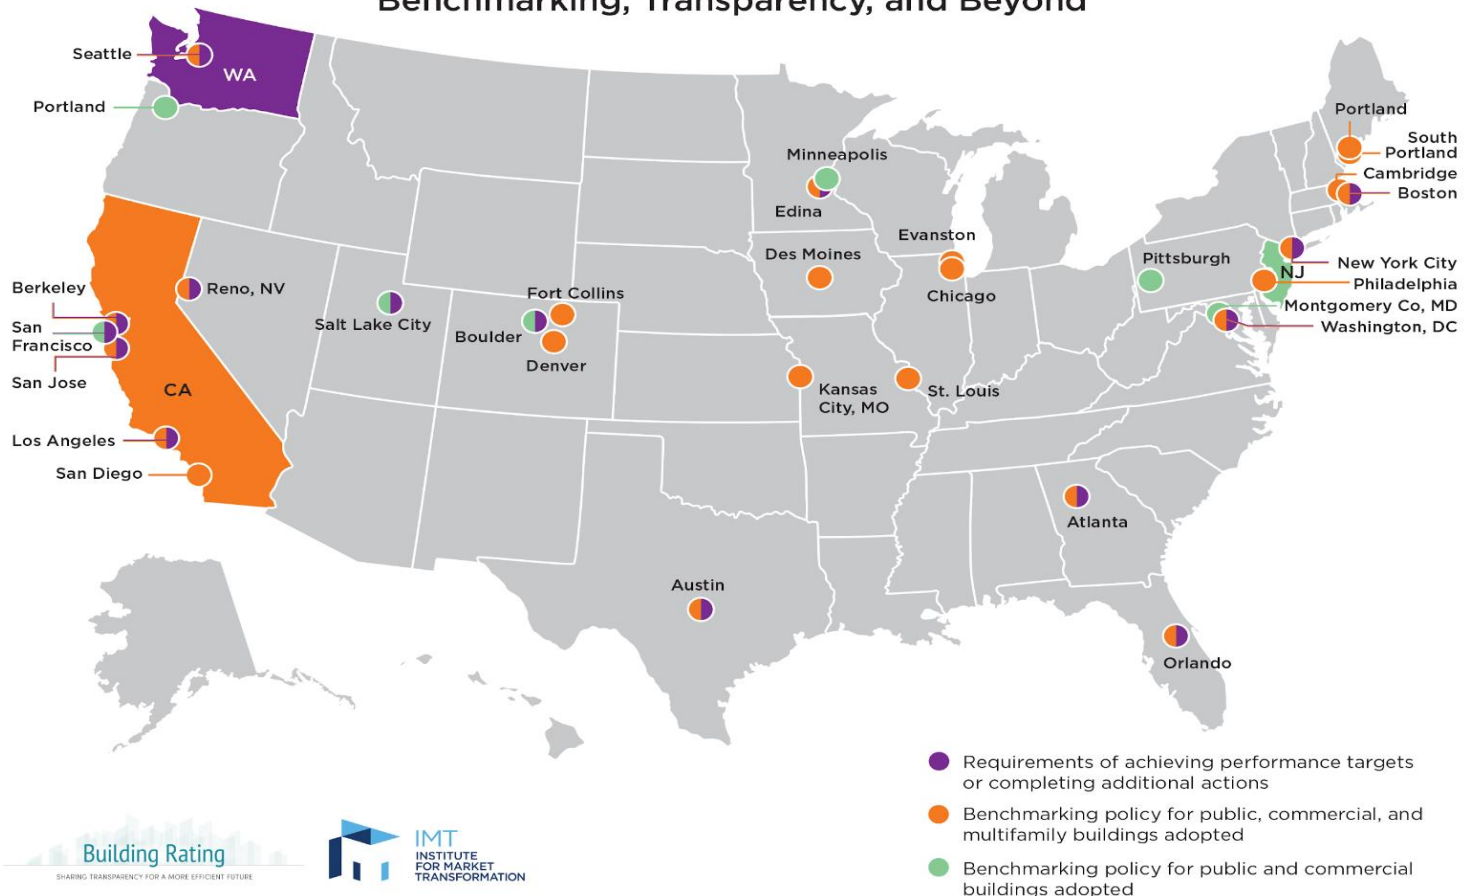 Benchmarking, Transparency, and Beyond
Seattle
WA
Portland
Berkeley
San
Francisco
San Jose
Reno, NV
CA
Los Angeles
San Diego
Salt Lake City
Fort Collins
Boulder
Denver
Minneapolis
Edina
Des Moines
Evanston
Chicago
Kansas
City, MO
St. Louis
Austin
Atlanta
Orlando
Pittsburgh
NJ
Portland
South
Portland
Cambridge
Boston
New York City
Philadelphia
Montgomery Co, MD
Washington, DC
Requirements of achieving performance targets
or completing additional actions
Benchmarking policy for public, commercial, and
multifamily buildings adopted
Benchmarking policy for public and commercial
buildings adopted
Building Rating
SHARING TRANSPARENCY FOR A MORE EFFICIENT FUTURE
IMT
INSTITUTE
FOR MARKET
TRANSFORMATION